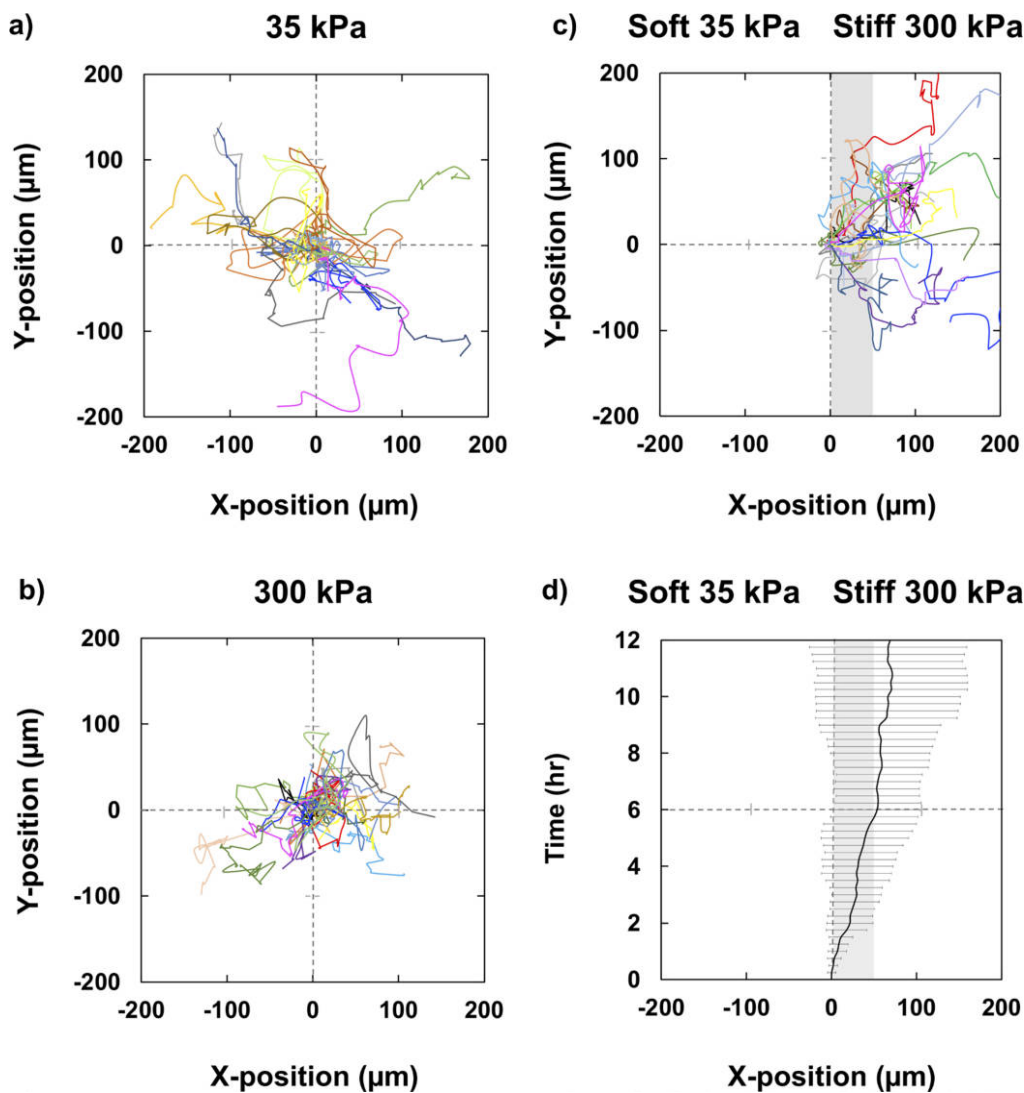 a) 35 kPa
200
100
0
-100
-200
Y-position (µm)
-200 -100 0 100 200
X-position (µm)
c) Soft 35 kPa Stiff 300 kPa
200
100
0
-100
-200
Y-position (µm)
-200 -100 0 100 200
X-position (µm)
b) 300 kPa
200
100
0
-100
-200
Y-position (µm)
-200 -100 0 100 200
X-position (µm)
d) Soft 35 kPa Stiff 300 kPa
12
10
8
6
4
2
0
Time (hr)
-200 -100 0 100 200
X-position (µm)